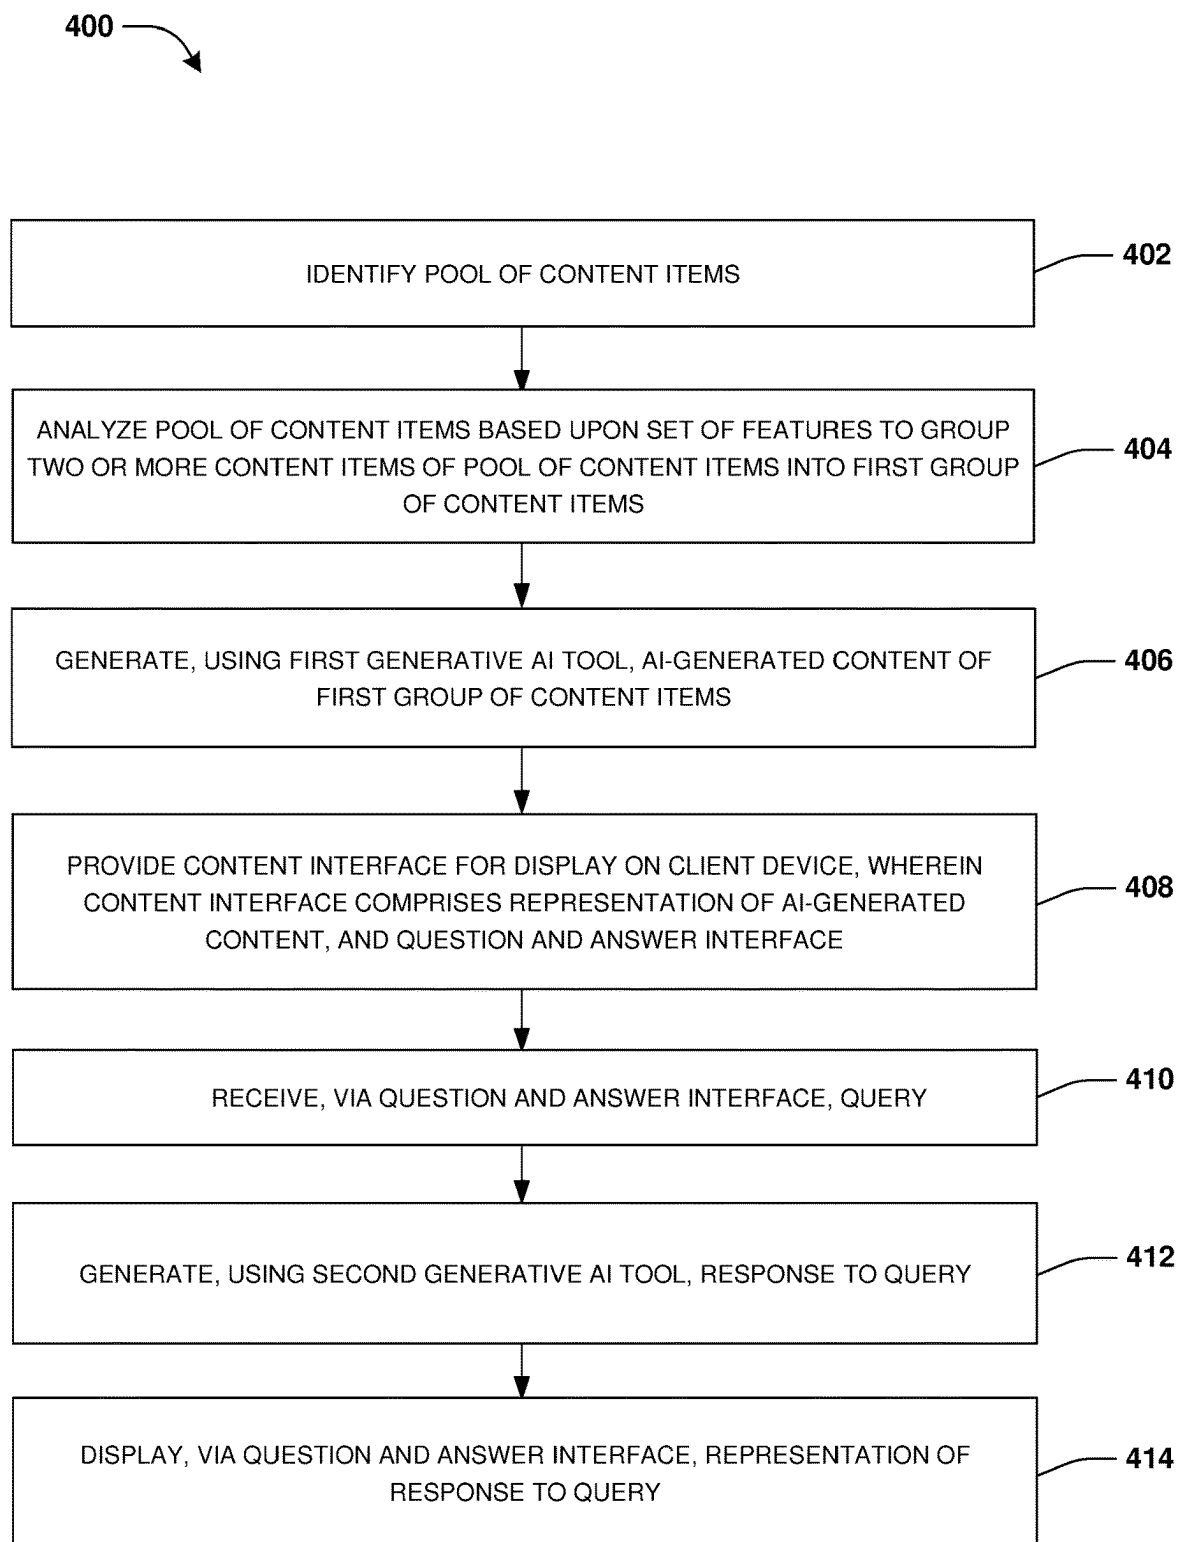 400
IDENTIFY POOL OF CONTENT ITEMS
402
ANALYZE POOL OF CONTENT ITEMS BASED UPON SET OF FEATURES TO GROUP
TWO OR MORE CONTENT ITEMS OF POOL OF CONTENT ITEMS INTO FIRST GROUP
OF CONTENT ITEMS
404
GENERATE, USING FIRST GENERATIVE AI TOOL, AI-GENERATED CONTENT OF
FIRST GROUP OF CONTENT ITEMS
406
PROVIDE CONTENT INTERFACE FOR DISPLAY ON CLIENT DEVICE, WHEREIN
CONTENT INTERFACE COMPRISES REPRESENTATION OF AI-GENERATED
CONTENT, AND QUESTION AND ANSWER INTERFACE
408
RECEIVE, VIA QUESTION AND ANSWER INTERFACE, QUERY
410
GENERATE, USING SECOND GENERATIVE AI TOOL, RESPONSE TO QUERY
412
DISPLAY, VIA QUESTION AND ANSWER INTERFACE, REPRESENTATION OF
RESPONSE TO QUERY
414